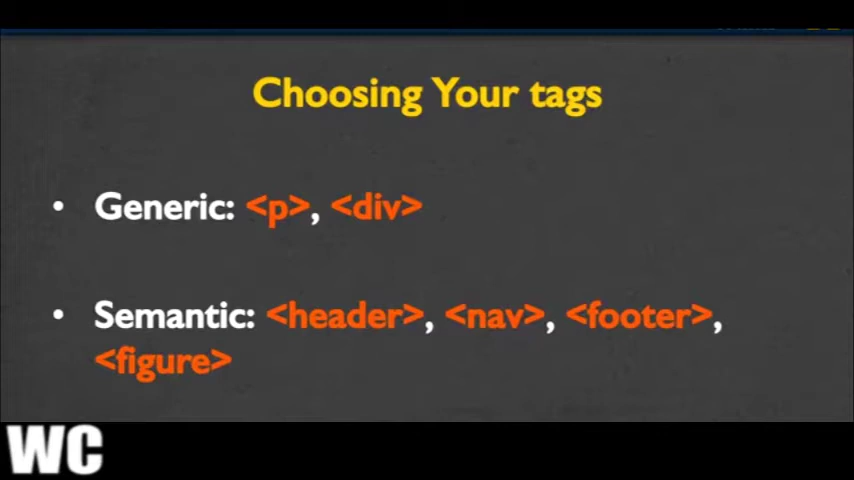 Choosing Your tags
• Generic: <p>, <div>
• Semantic: <header>, <nav>, <footer>,
<figure>
WC